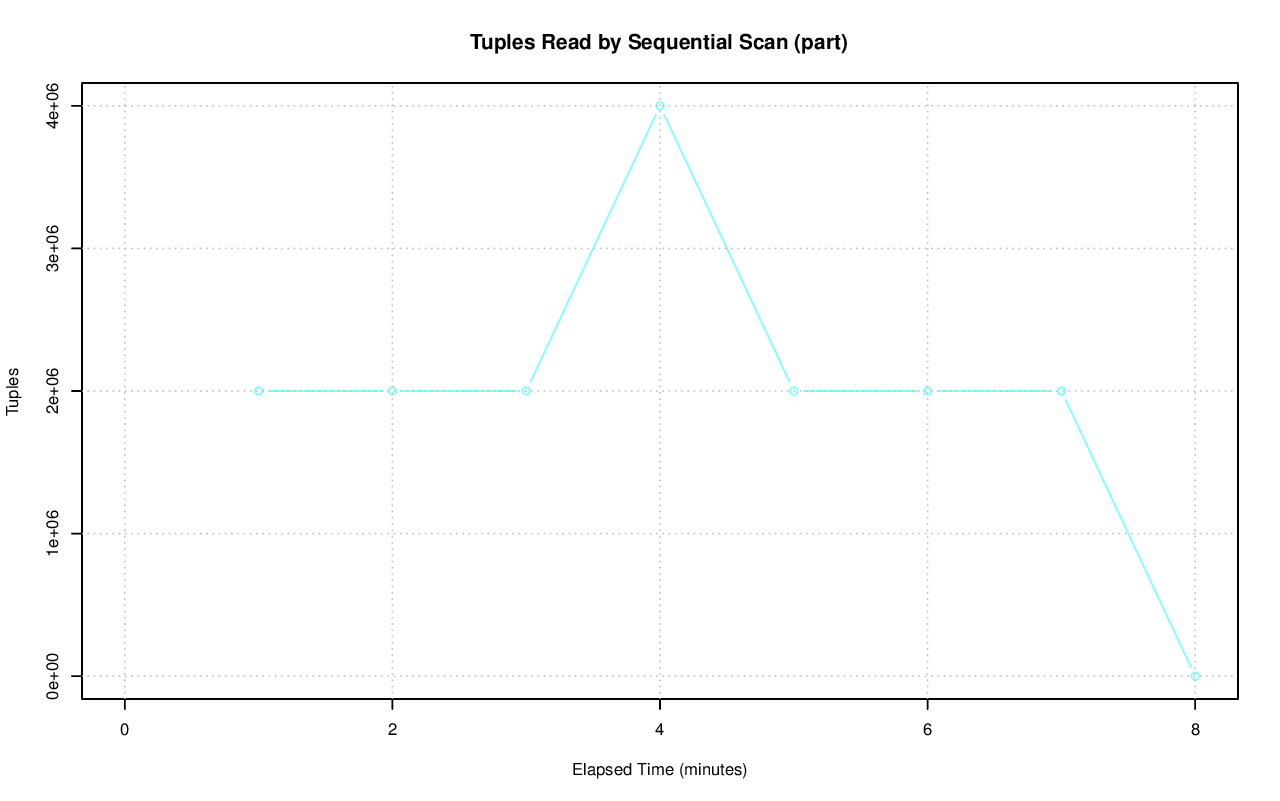 Tuples Read by Sequential Scan (part)
4e+06
3e+06
2e+06
1e+06
0e+00
Tuples
0 2 4 6 8
Elapsed Time (minutes)